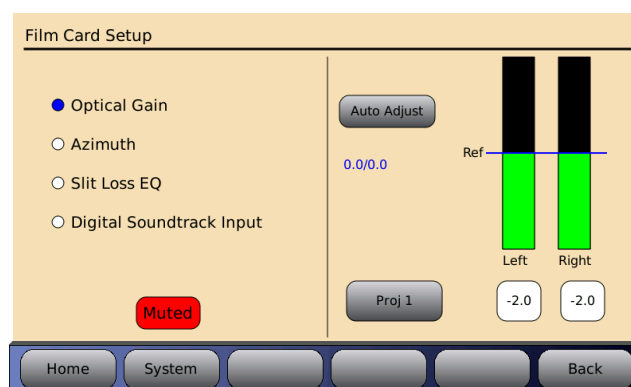 Film Card Setup
Optical Gain
Azimuth
Slit Loss EQ
Digital Soundtrack Input
Muted
Auto Adjust
0.0/0.0
Ref
Left Right
Proj 1
-2.0 -2.0
Home System Back